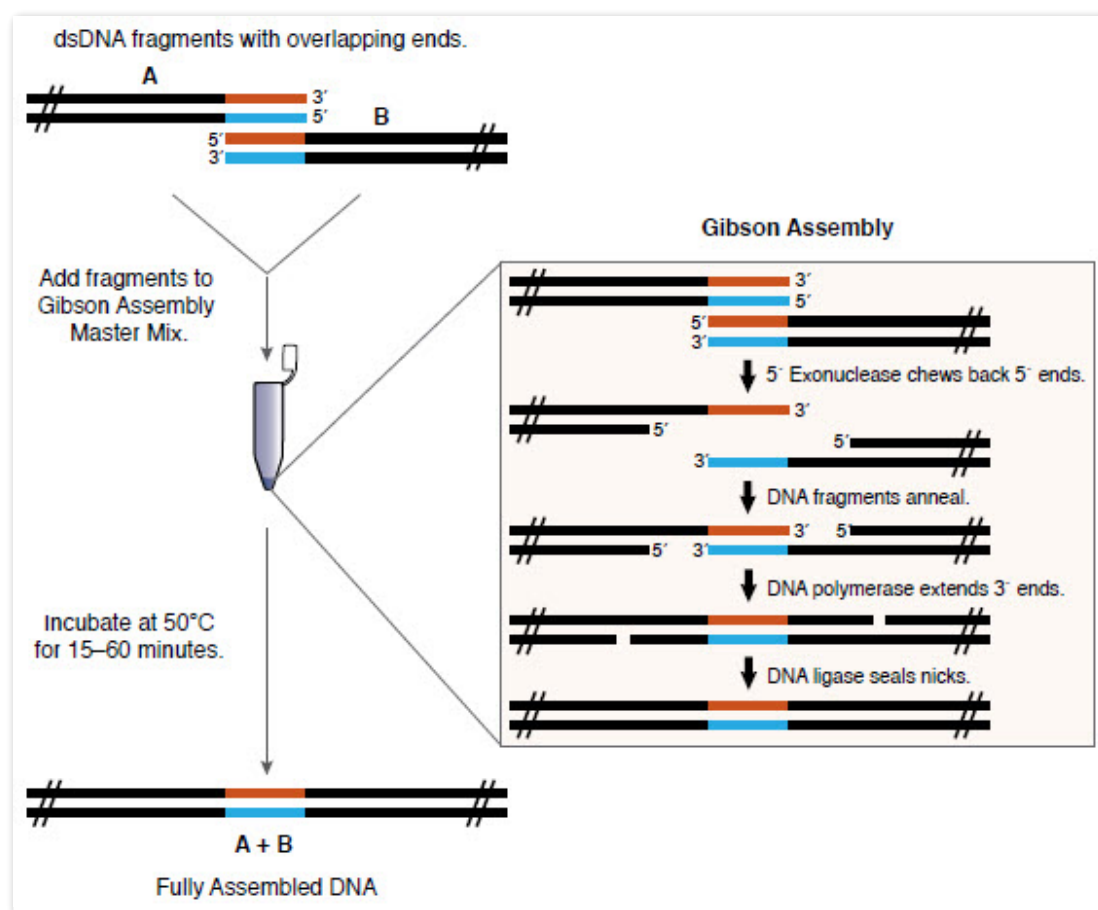 dsDNA fragments with overlapping ends.
A
3′
5′
B
5′
3′
Add fragments to
Gibson Assembly
Master Mix.
Incubate at 50°C
for 15–60 minutes.
A + B
Fully Assembled DNA
Gibson Assembly
3′
5′
5′
3′
5′ Exonuclease chews back 5′ ends.
3′
5′
5′
3′
DNA fragments anneal.
3′ 5′
5′ 3′
DNA polymerase extends 3′ ends.
DNA ligase seals nicks.